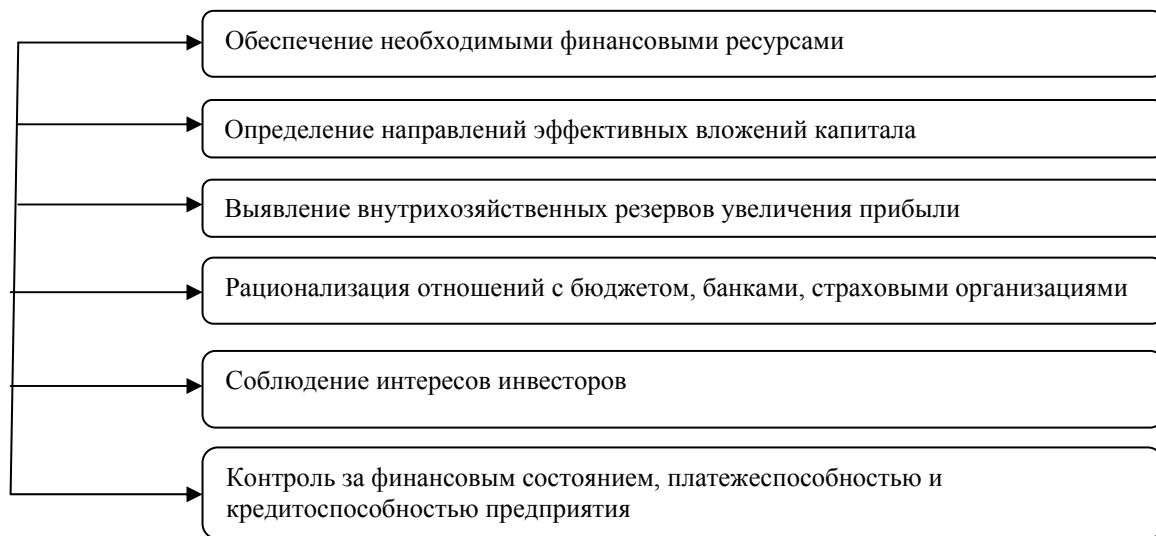 Обеспечение необходимыми финансовыми ресурсами
Определение направлений эффективных вложений капитала
Выявление внутрихозяйственных резервов увеличения прибыли
Рационализация отношений с бюджетом, банками, страховыми организациями
Соблюдение интересов инвесторов
Контроль за финансовым состоянием, платежеспособностью и
кредитоспособностью предприятия